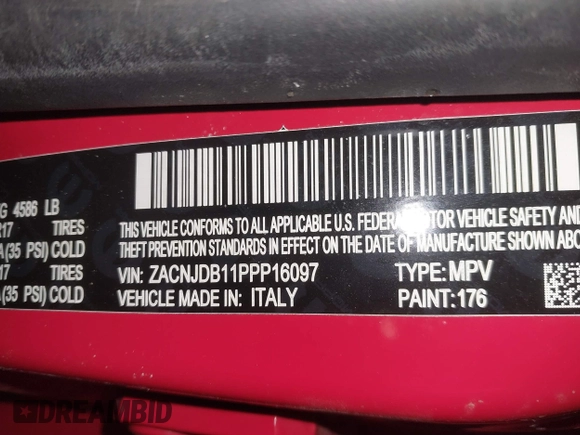 G 4586 LB
R17 TIRES
A (35 PSI) COLD
17 TIRES
A (35 PSI) COLD
THIS VEHICLE CONFORMS TO ALL APPLICABLE U.S. FEDERAL MOTOR VEHICLE SAFETY AND
THEFT PREVENTION STANDARDS IN EFFECT ON THE DATE OF MANUFACTURE SHOWN ABO
VIN: ZACNJDB11PPP16097 TYPE: MPV
VEHICLE MADE IN: ITALY PAINT: 176
DREAMBID